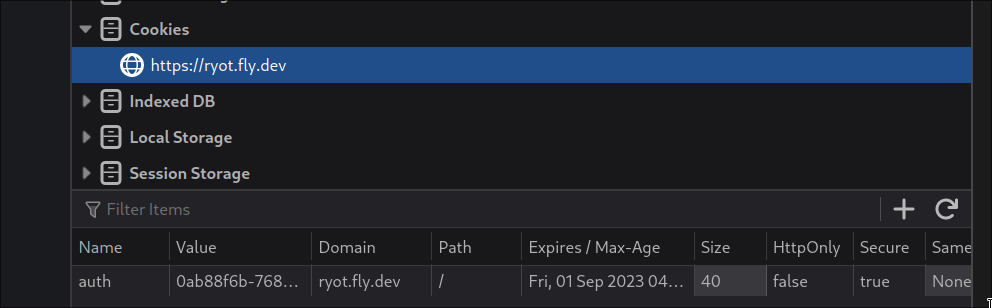 Cookies
https://ryot.fly.dev
Indexed DB
Local Storage
Session Storage
Filter Items
Name Value Domain Path Expires / Max-Age Size HttpOnly Secure Same
auth 0ab88f6b-768... ryot.fly.dev / Fri, 01 Sep 2023 04... 40 false true None